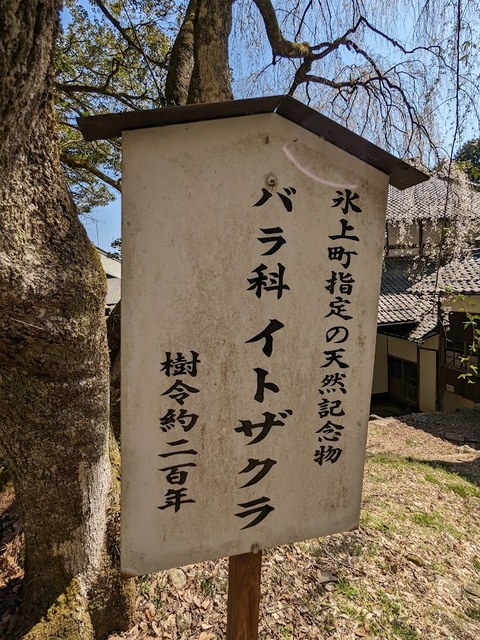 氷上町指定の天然記念物
バラ科 イトザクラ
樹令約二百年